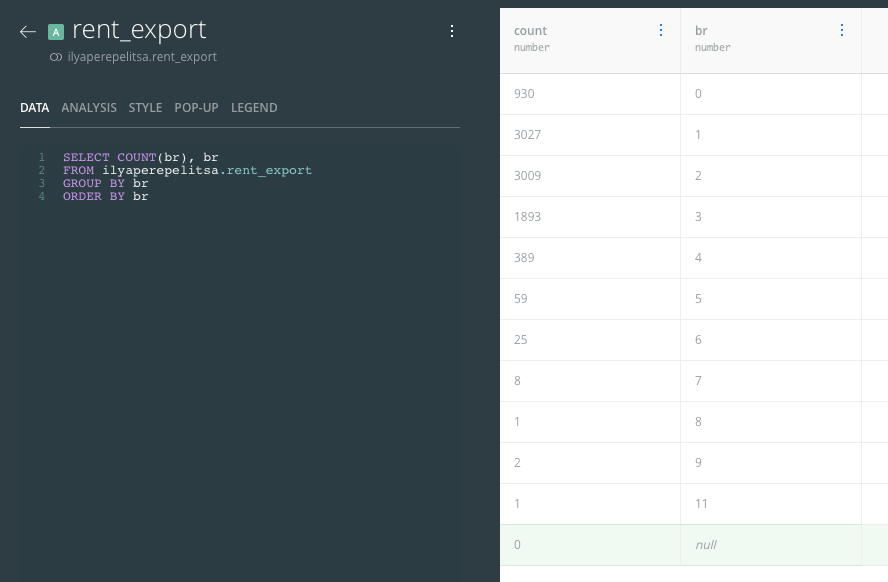 A rent_export
ilyaperepelitsa.rent_export
DATA ANALYSIS STYLE POP-UP LEGEND
1 SELECT COUNT(br), br
2 FROM ilyaperepelitsa.rent_export
3 GROUP BY br
4 ORDER BY br
count br
number number
930 0
3027 1
3009 2
1893 3
389 4
59 5
25 6
8 7
1 8
2 9
1 11
0 null